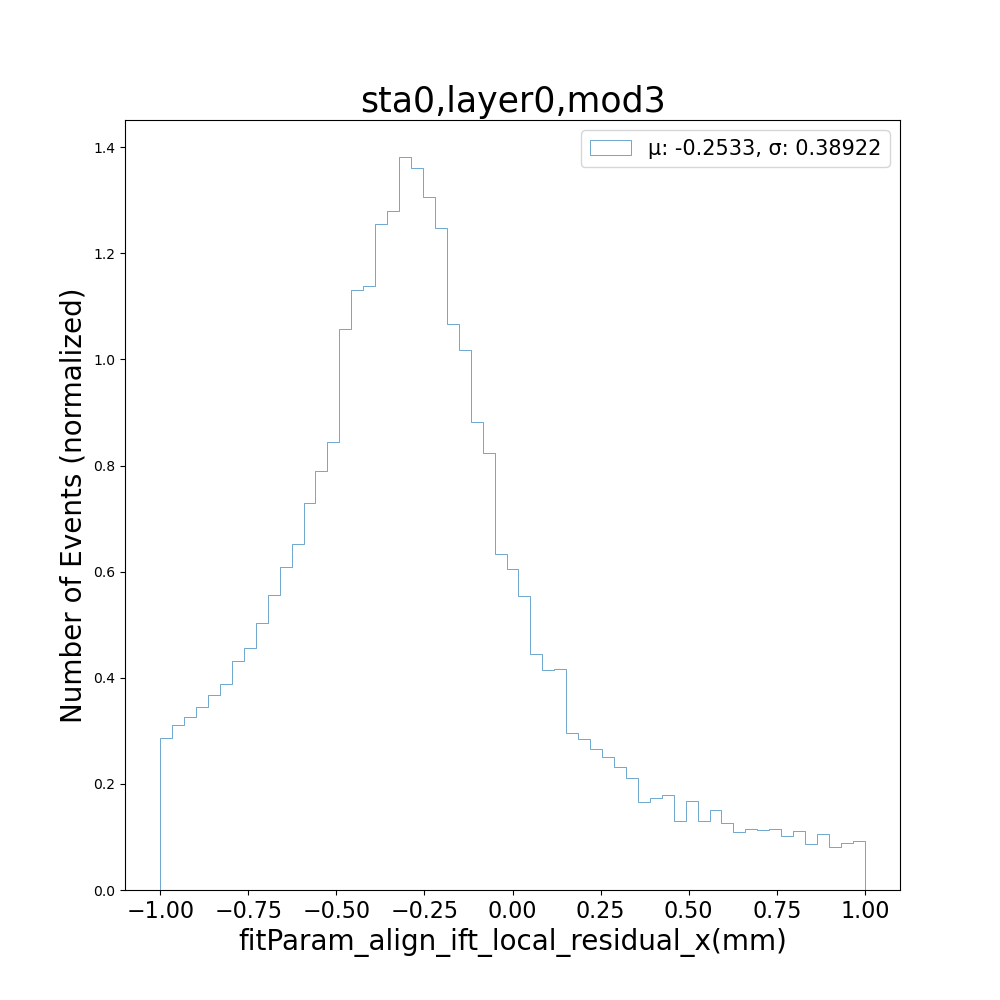 sta0,layer0,mod3
μ: -0.2533, σ: 0.38922
Number of Events (normalized)
1.4
1.2
1.0
0.8
0.6
0.4
0.2
0.0
−1.00 −0.75 −0.50 −0.25 0.00 0.25 0.50 0.75 1.00
fitParam_align_ift_local_residual_x(mm)